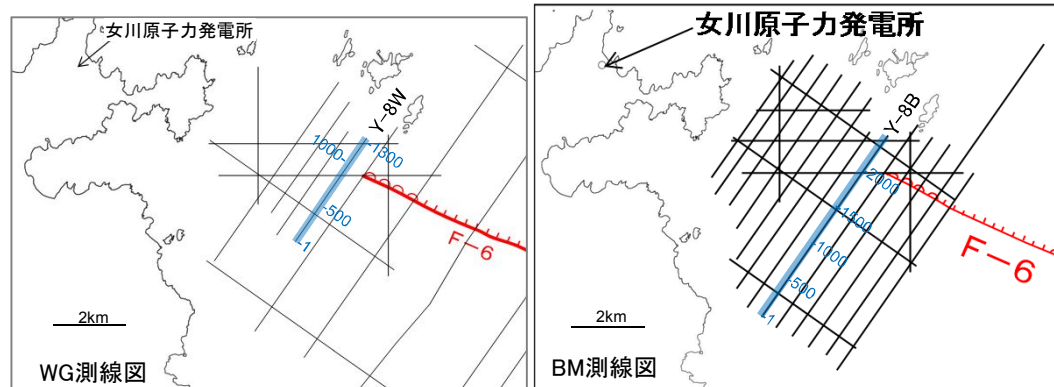 女川原子力発電所
Y-8W
1000-
-1300
-500
-1
F-6
2km
WG測線図
女川原子力発電所
Y-8B
-2000
-1500
-1000
-500
-1
F-6
2km
BM測線図